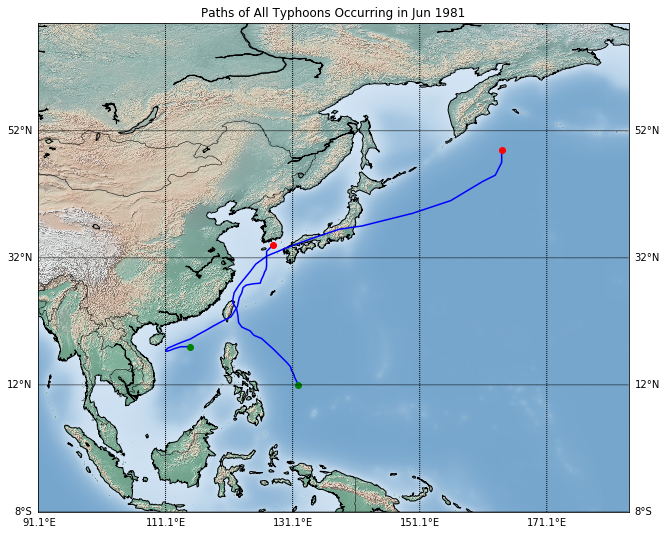 Paths of All Typhoons Occurring in Jun 1981
52°N 52°N
32°N 32°N
12°N 12°N
8°S 8°S
91.1°E 111.1°E 131.1°E 151.1°E 171.1°E